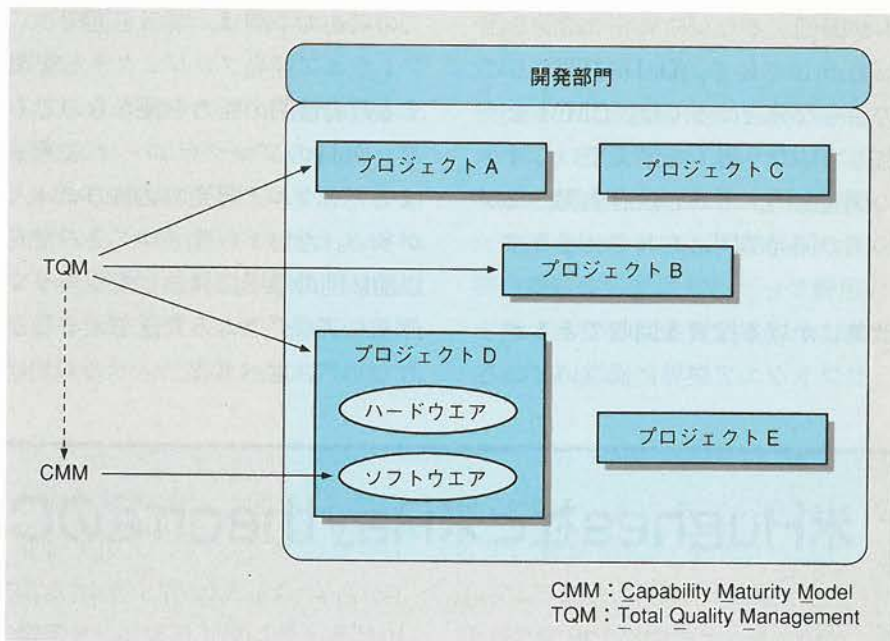 開発部門
プロジェクトA
プロジェクトC
TQM
プロジェクトB
プロジェクトD
ハードウエア
プロジェクトE
CMM
ソフトウエア
CMM：Capability Maturity Model
TQM：Total Quality Management